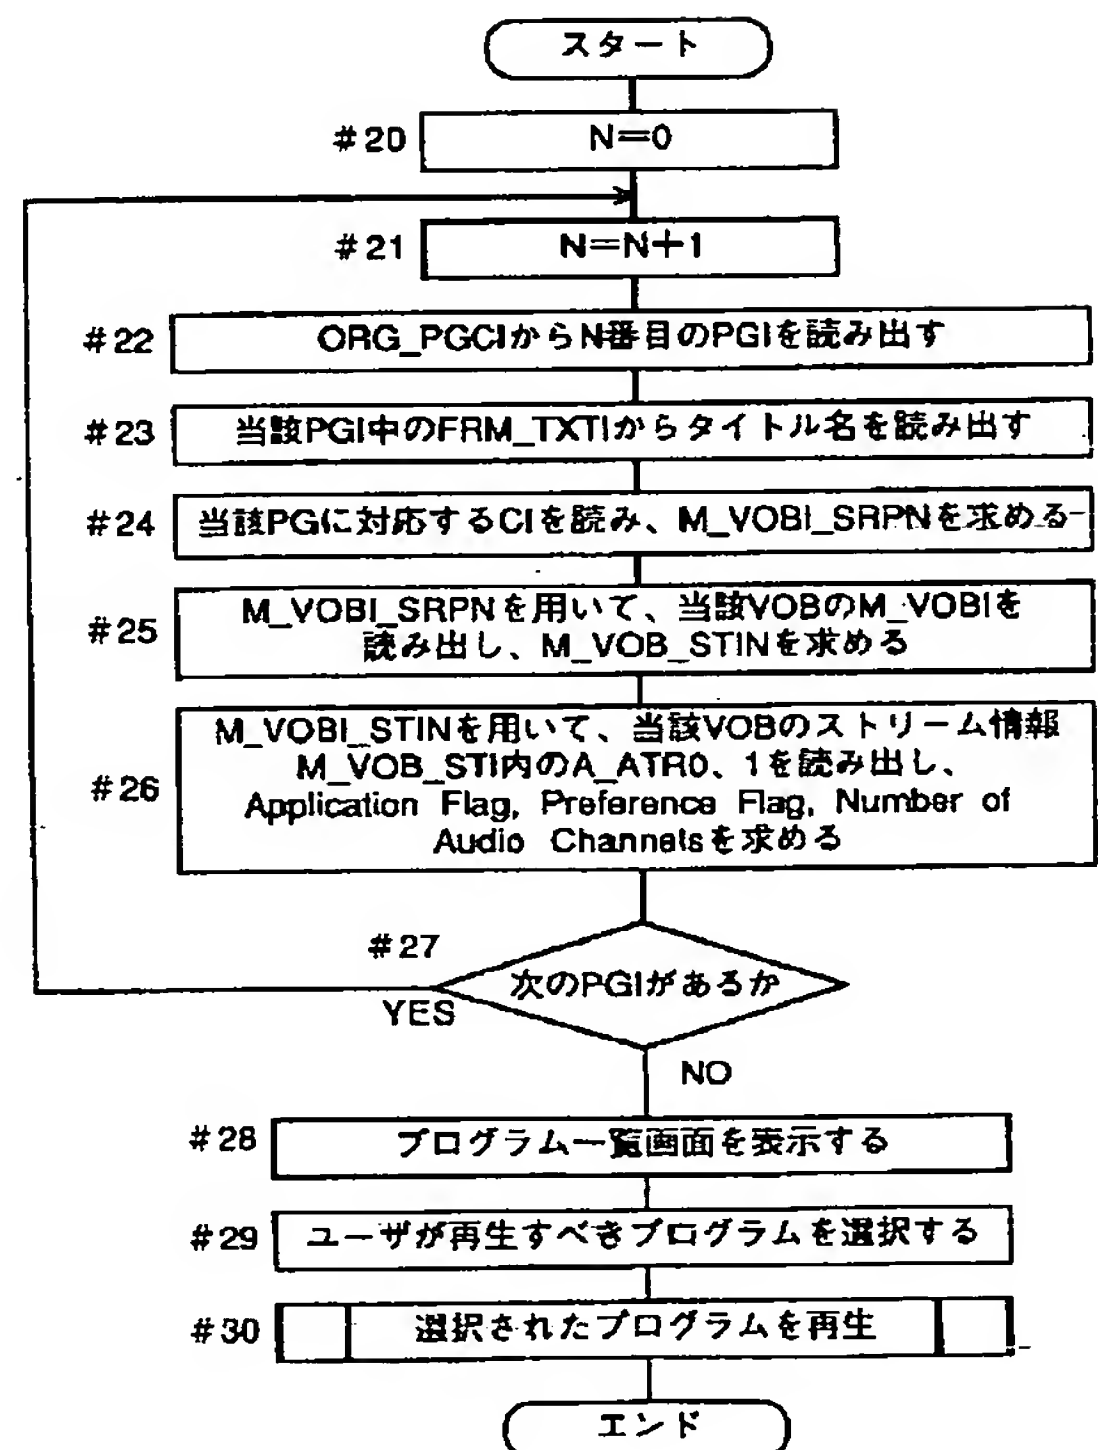 スタート
#20 N=0
#21 N=N+1
#22 ORG_PGCIからN番目のPGIを読み出す
#23 当該PGI中のFRM_TXTIからタイトル名を読み出す
#24 当該PGに対応するCIを読み、M_VOBI_SRPNを求める
#25 M_VOBI_SRPNを用いて、当該VOBのM_VOBIを
読み出し、M_VOB_STINを求める
#26 M_VOBI_STINを用いて、当該VOBのストリーム情報
M_VOB_STI内のA_ATR0、1を読み出し、
Application Flag, Preference Flag, Number of
Audio Channelsを求める
#27 次のPGIがあるか
YES
NO
#28 プログラム一覧画面を表示する
#29 ユーザが再生すべきプログラムを選択する
#30 選択されたプログラムを再生
エンド